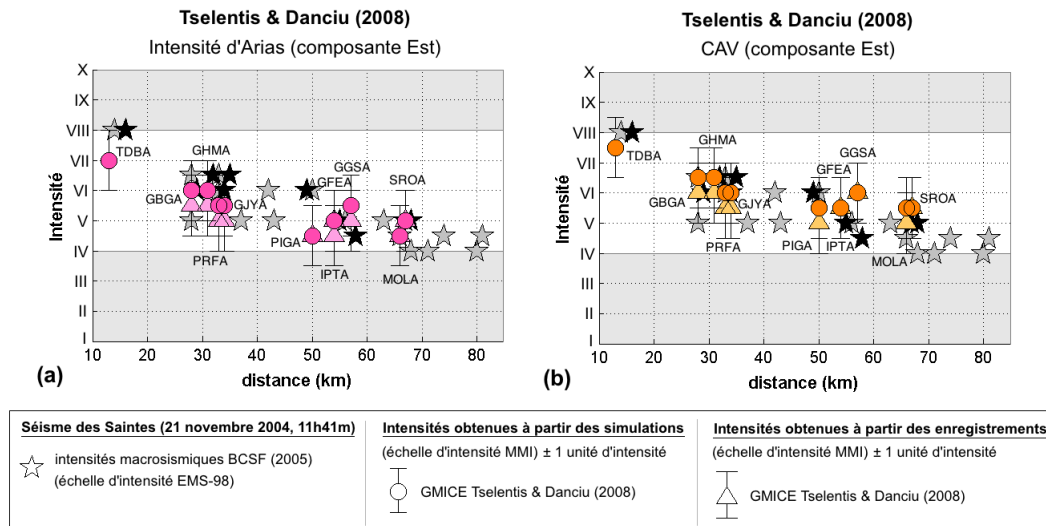 Tselentis & Danciu (2008)
Intensité d'Arias (composante Est)
X
IX
VIII
VII
VI
V
IV
III
II
I
Intensité
TDBA
GHMA
GBGA
GJYA
PRFA
GGSA
GFEA
SROA
PIGA
IPTA
MOLA
10 20 30 40 50 60 70 80
distance (km)
(a)
Tselentis & Danciu (2008)
CAV (composante Est)
X
IX
VIII
VII
VI
V
IV
III
II
I
Intensité
TDBA
GHMA
GBGA
GJYA
PRFA
GGSA
GFEA
SROA
PIGA
IPTA
MOLA
10 20 30 40 50 60 70 80
distance (km)
(b)
Séisme des Saintes (21 novembre 2004, 11h41m)
intensités macrosismiques BCSF (2005)
(échelle d'intensité EMS-98)
Intensités obtenues à partir des simulations
(échelle d'intensité MMI) ± 1 unité d'intensité
GMICE Tselentis & Danciu (2008)
Intensités obtenues à partir des enregistrements
(échelle d'intensité MMI) ± 1 unité d'intensité
GMICE Tselentis & Danciu (2008)